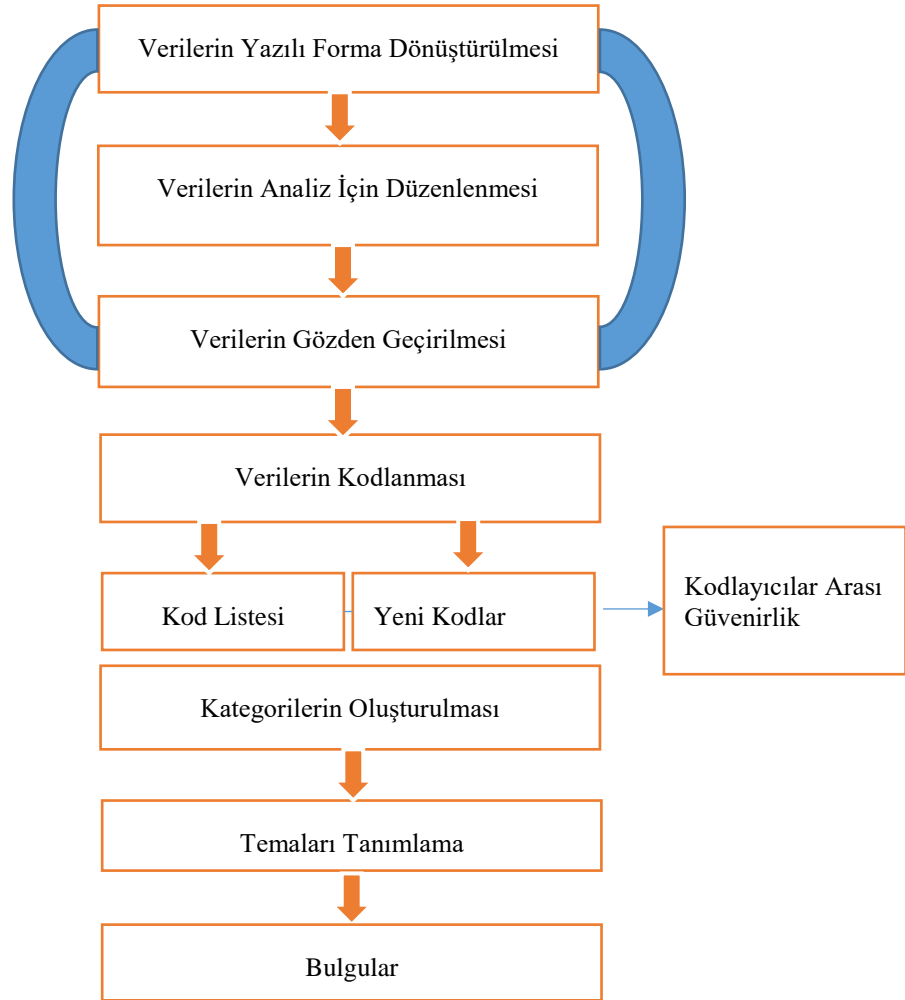 Verilerin Yazılı Forma Dönüştürülmesi
Verilerin Analiz İçin Düzenlenmesi
Verilerin Gözden Geçirilmesi
Verilerin Kodlanması
Kod Listesi
Yeni Kodlar
Kodlayıcılar Arası
Güvenirlik
Kategorilerin Oluşturulması
Temaları Tanımlama
Bulgular